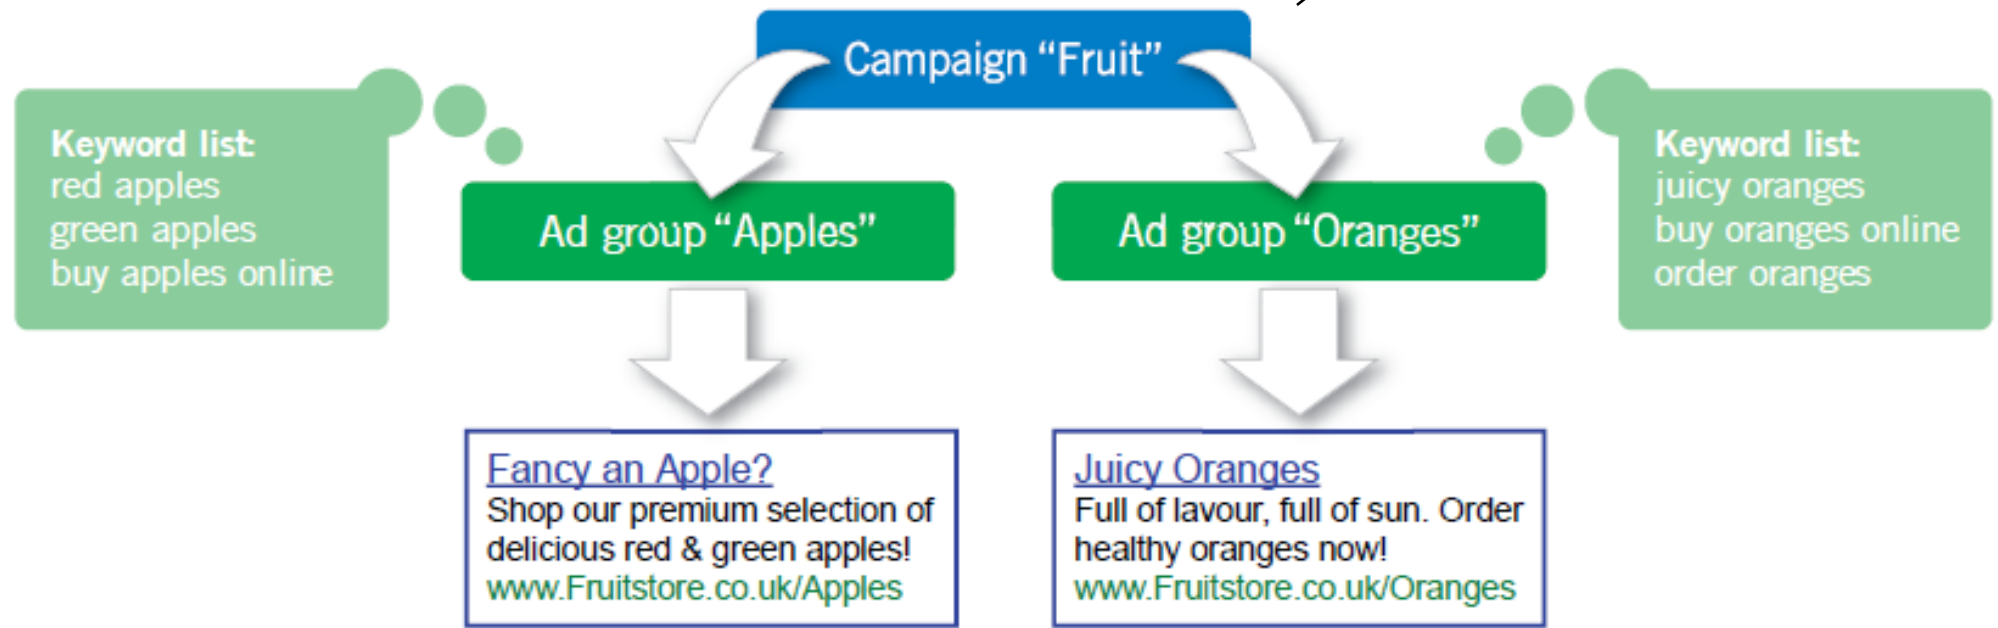 Campaign “Fruit”
Keyword list:
red apples
green apples
buy apples online
Ad group “Apples”
Ad group “Oranges”
Keyword list:
juicy oranges
buy oranges online
order oranges
Fancy an Apple?
Shop our premium selection of
delicious red & green apples!
www.Fruitstore.co.uk/Apples
Juicy Oranges
Full of lavour, full of sun. Order
healthy oranges now!
www.Fruitstore.co.uk/Oranges